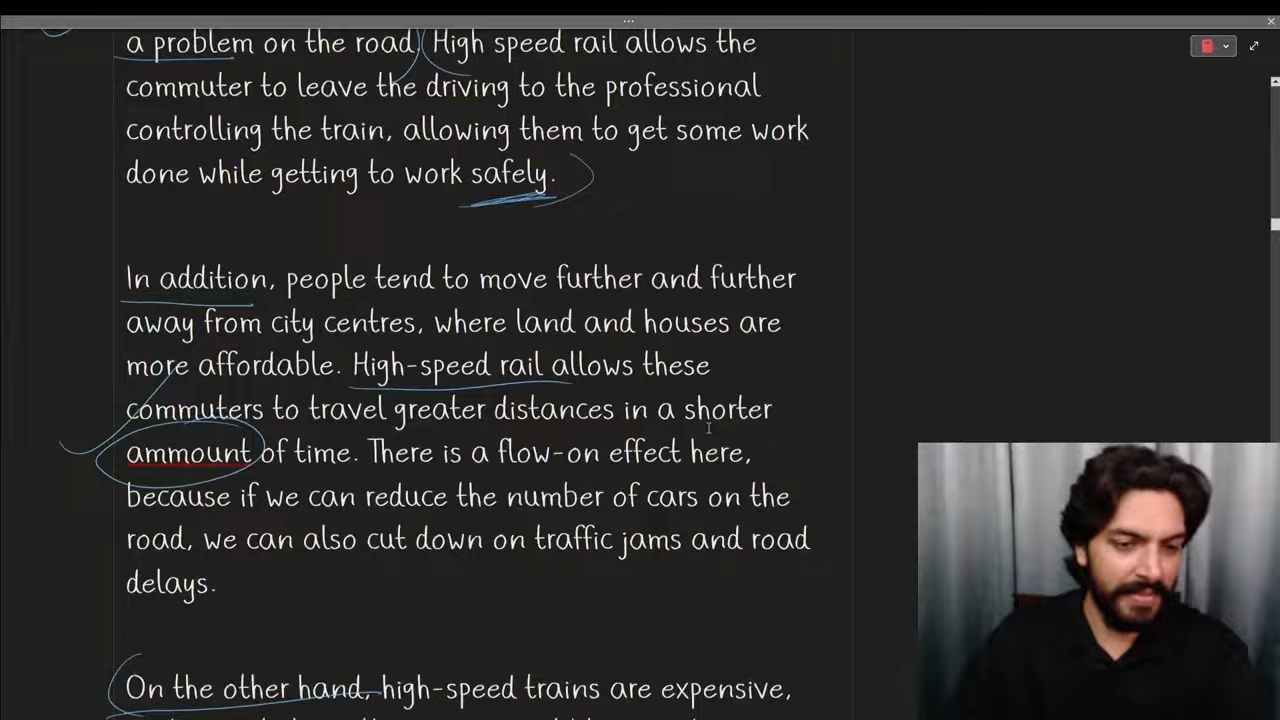 a problem on the road. High speed rail allows the
commuter to leave the driving to the professional
controlling the train, allowing them to get some work
done while getting to work safely.
In addition, people tend to move further and further
away from city centres, where land and houses are
more affordable. High-speed rail allows these
commuters to travel greater distances in a shorter
ammount of time. There is a flow-on effect here,
because if we can reduce the number of cars on the
road, we can also cut down on traffic jams and road
delays.
On the other hand, high-speed trains are expensive,